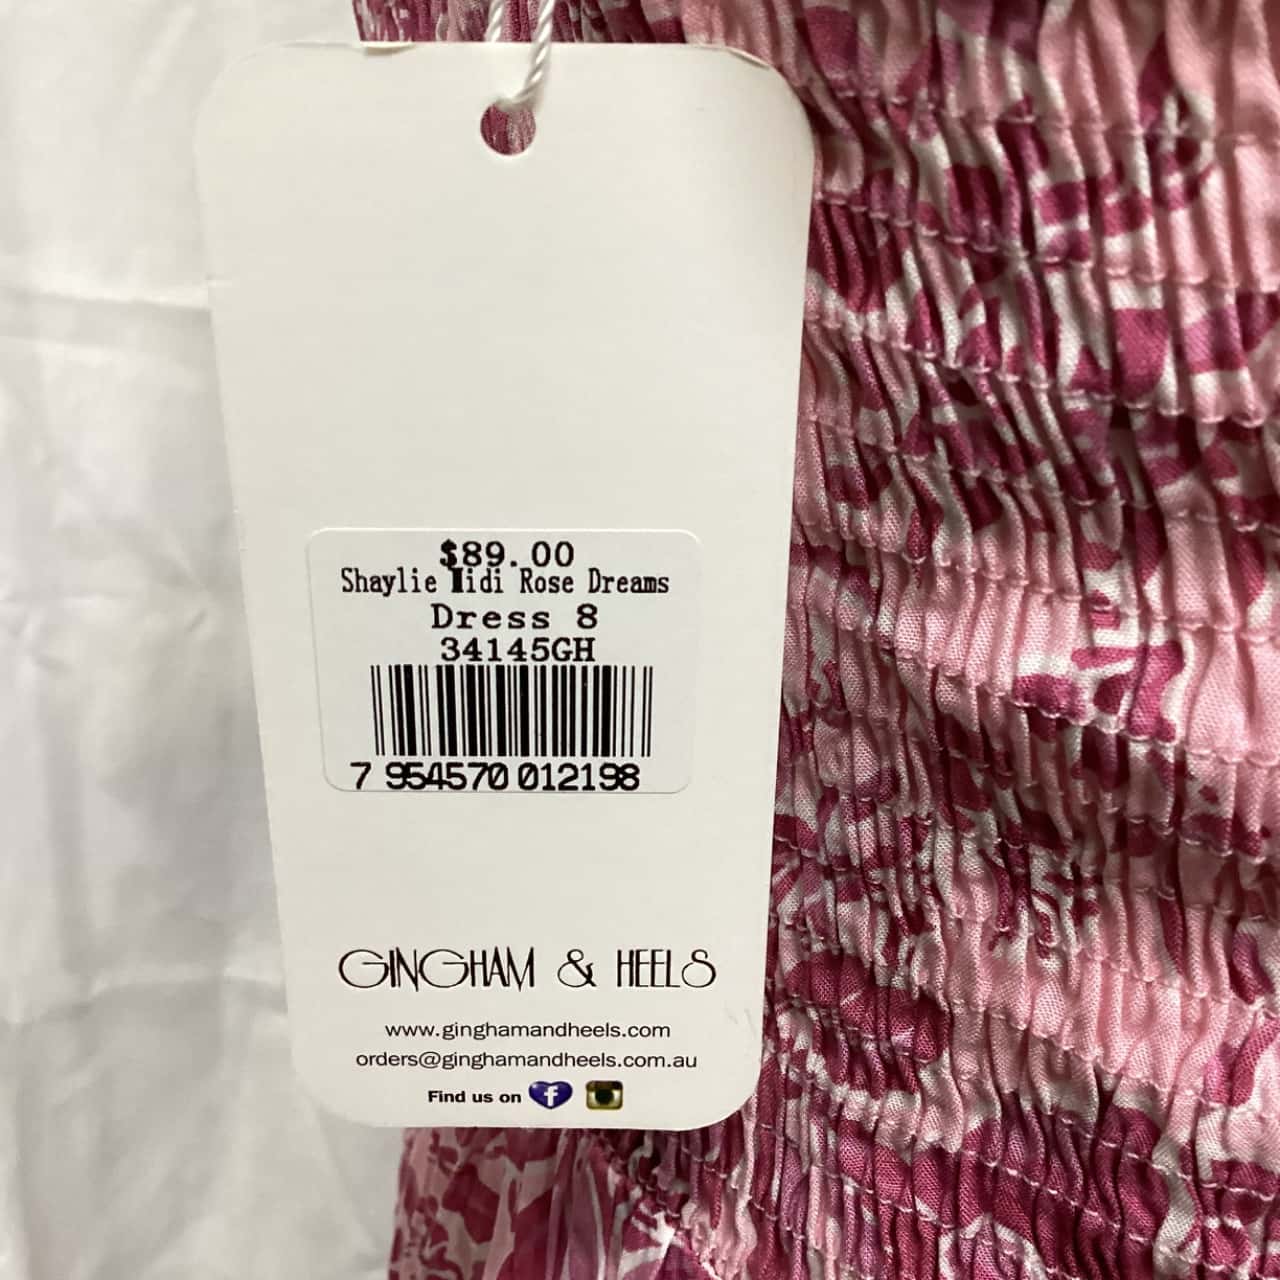 $89.00
Shaylie Midi Rose Dreams
Dress 8
34145GH
7 954570 012198
GINGHAM & HEELS
www.ginghamandheels.com
orders@ginghamandheels.com.au
Find us on f